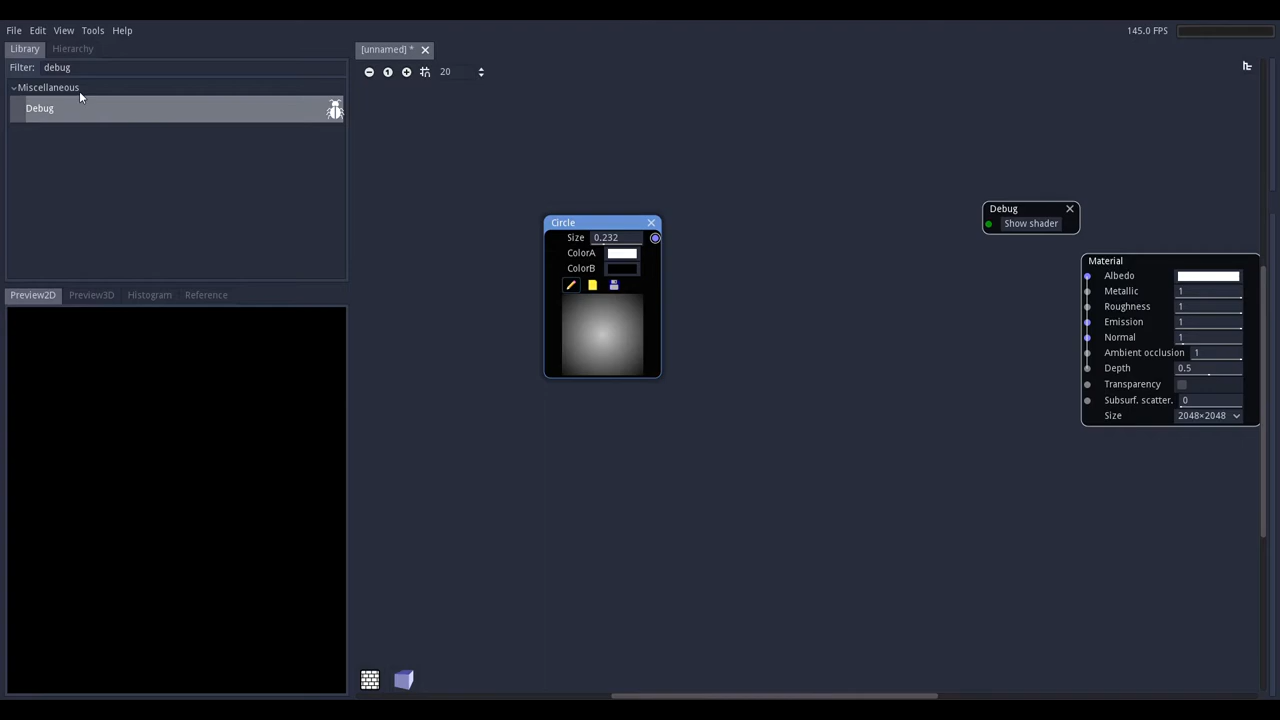 File Edit View Tools Help
145.0 FPS
Library Hierarchy
[unnamed] *
Filter: debug
20
Miscellaneous
Debug
Debug
Show shader
Circle
Size 0.232
ColorA
ColorB
Material
Albedo
Metallic 1
Roughness 1
Emission 1
Normal 1
Ambient occlusion 1
Depth 0.5
Transparency
Subsurf. scatter. 0
Size 2048×2048
Preview2D Preview3D Histogram Reference